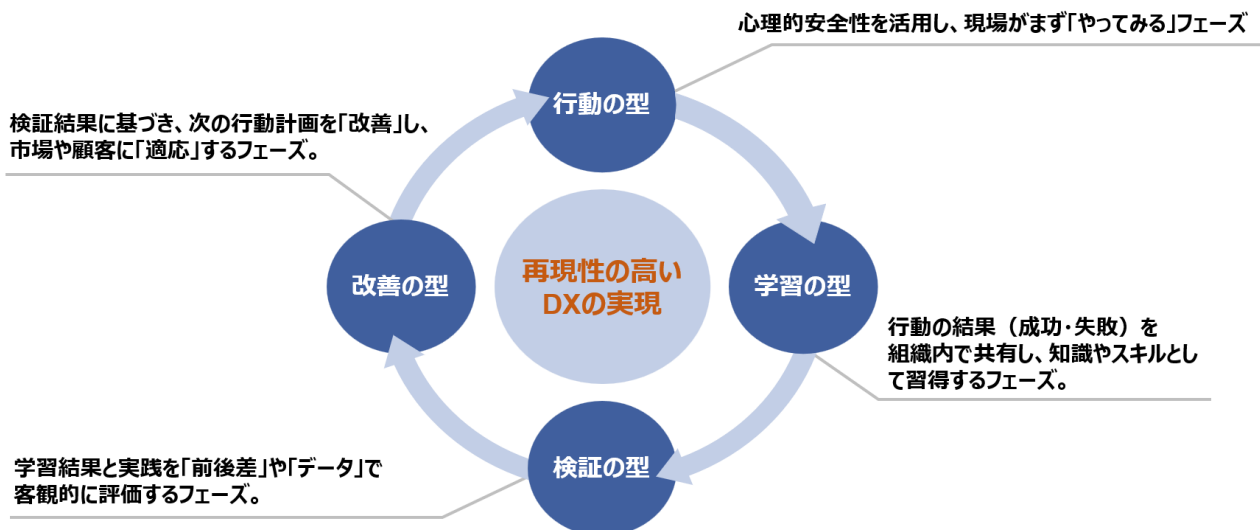 心理的安全性を活用し、現場がまず「やってみる」フェーズ
行動の型
検証結果に基づき、次の行動計画を「改善」し、
市場や顧客に「適応」するフェーズ。
改善の型
再現性の高い
DXの実現
学習の型
行動の結果（成功・失敗）を
組織内で共有し、知識やスキルとし
て習得するフェーズ。
検証の型
学習結果と実践を「前後差」や「データ」で
客観的に評価するフェーズ。